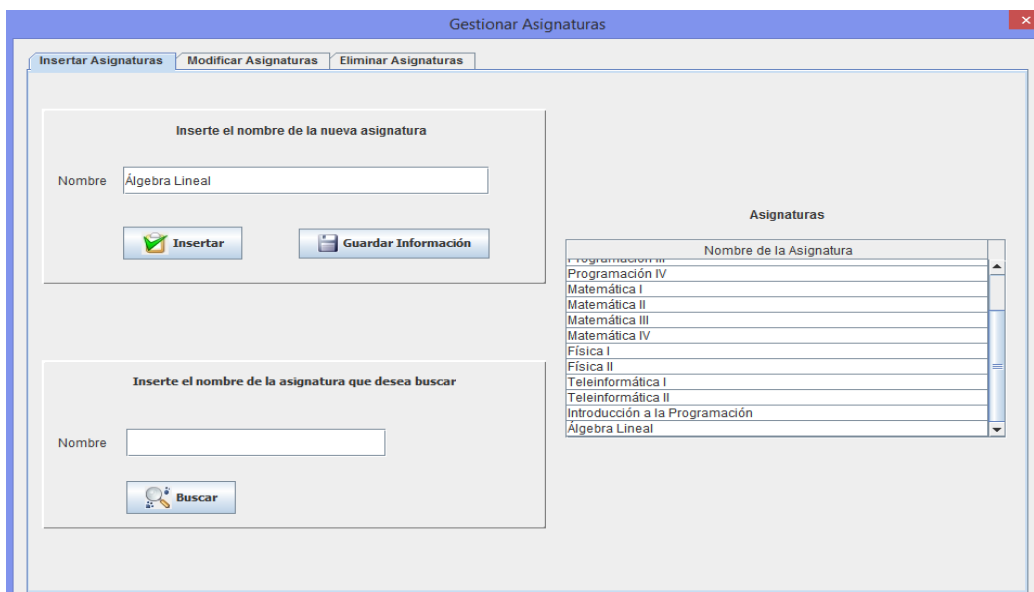 Gestionar Asignaturas
Insertar Asignaturas Modificar Asignaturas Eliminar Asignaturas
Inserte el nombre de la nueva asignatura
Nombre Álgebra Lineal
Insertar Guardar Información
Inserte el nombre de la asignatura que desea buscar
Nombre
Buscar
Asignaturas
Nombre de la Asignatura
Programación III
Programación IV
Matemática I
Matemática II
Matemática III
Matemática IV
Física I
Física II
Teleinformática I
Teleinformática II
Introducción a la Programación
Álgebra Lineal